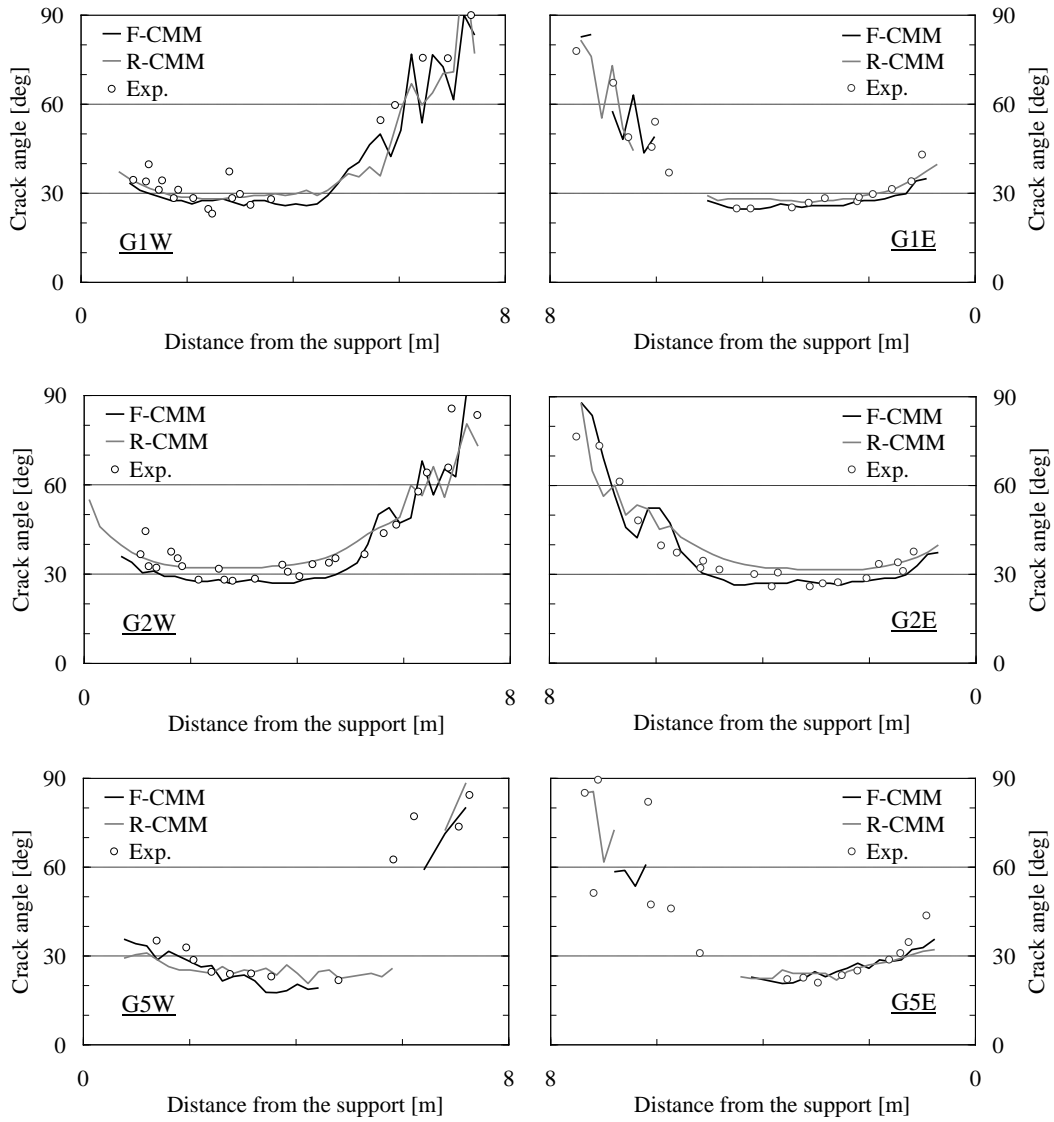 90
F-CMM
R-CMM
Exp.
60
30
0
Crack angle [deg]
G1W
0
8
Distance from the support [m]
90
F-CMM
R-CMM
Exp.
60
30
0
Crack angle [deg]
G1E
8
0
Distance from the support [m]
90
F-CMM
R-CMM
Exp.
60
30
0
Crack angle [deg]
G2W
0
8
Distance from the support [m]
90
F-CMM
R-CMM
Exp.
60
30
0
Crack angle [deg]
G2E
8
0
Distance from the support [m]
90
F-CMM
R-CMM
Exp.
60
30
0
Crack angle [deg]
G5W
0
8
Distance from the support [m]
90
F-CMM
R-CMM
Exp.
60
30
0
Crack angle [deg]
G5E
8
0
Distance from the support [m]